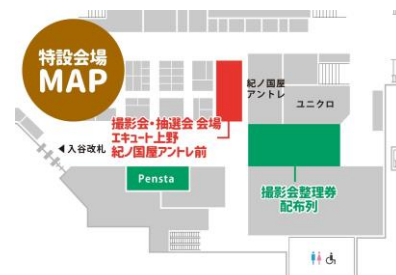 特設会場
MAP
紀ノ国屋
アントレ
ユニクロ
撮影会・抽選会 会場
エキュート上野
紀ノ国屋アントレ前
◀入谷改札
Pensta
撮影会整理券
配布列